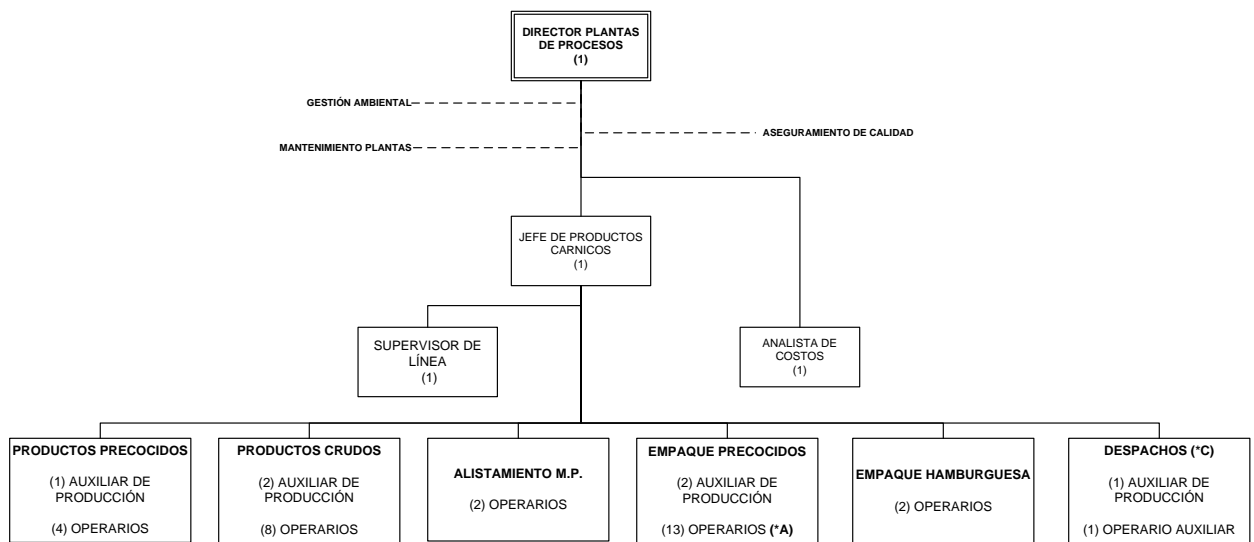 DIRECTOR PLANTAS
DE PROCESOS
(1)
GESTIÓN AMBIENTAL
ASEGURAMIENTO DE CALIDAD
MANTENIMIENTO PLANTAS
JEFE DE PRODUCTOS
CARNICOS
(1)
SUPERVISOR DE
LÍNEA
(1)
ANALISTA DE
COSTOS
(1)
PRODUCTOS PRECOCIDOS
(1) AUXILIAR DE
PRODUCCIÓN
(4) OPERARIOS
PRODUCTOS CRUDOS
(2) AUXILIAR DE
PRODUCCIÓN
(8) OPERARIOS
ALISTAMIENTO M.P.
(2) OPERARIOS
EMPAQUE PRECOCIDOS
(2) AUXILIAR DE
PRODUCCIÓN
(13) OPERARIOS (*A)
EMPAQUE HAMBURGUESA
(2) OPERARIOS
DESPACHOS (*C)
(1) AUXILIAR DE
PRODUCCIÓN
(1) OPERARIO AUXILIAR